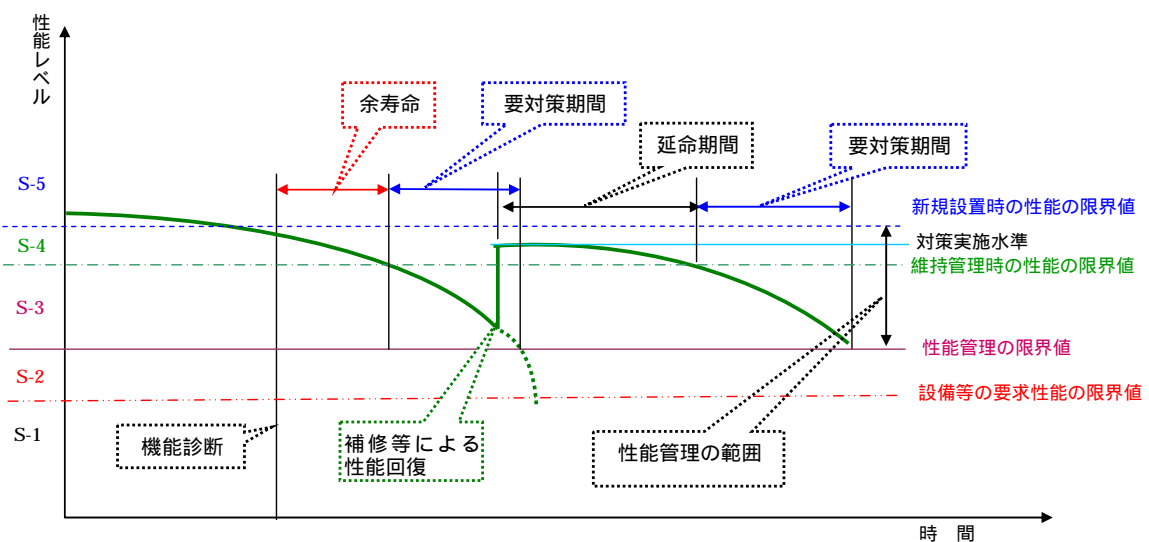 性能レベル
余寿命
要対策期間
延命期間
要対策期間
S-5
新規設置時の性能の限界値
S-4
対策実施水準
維持管理時の性能の限界値
S-3
性能管理の限界値
S-2
設備等の要求性能の限界値
S-1
機能診断
補修等による
性能回復
性能管理の範囲
時　間